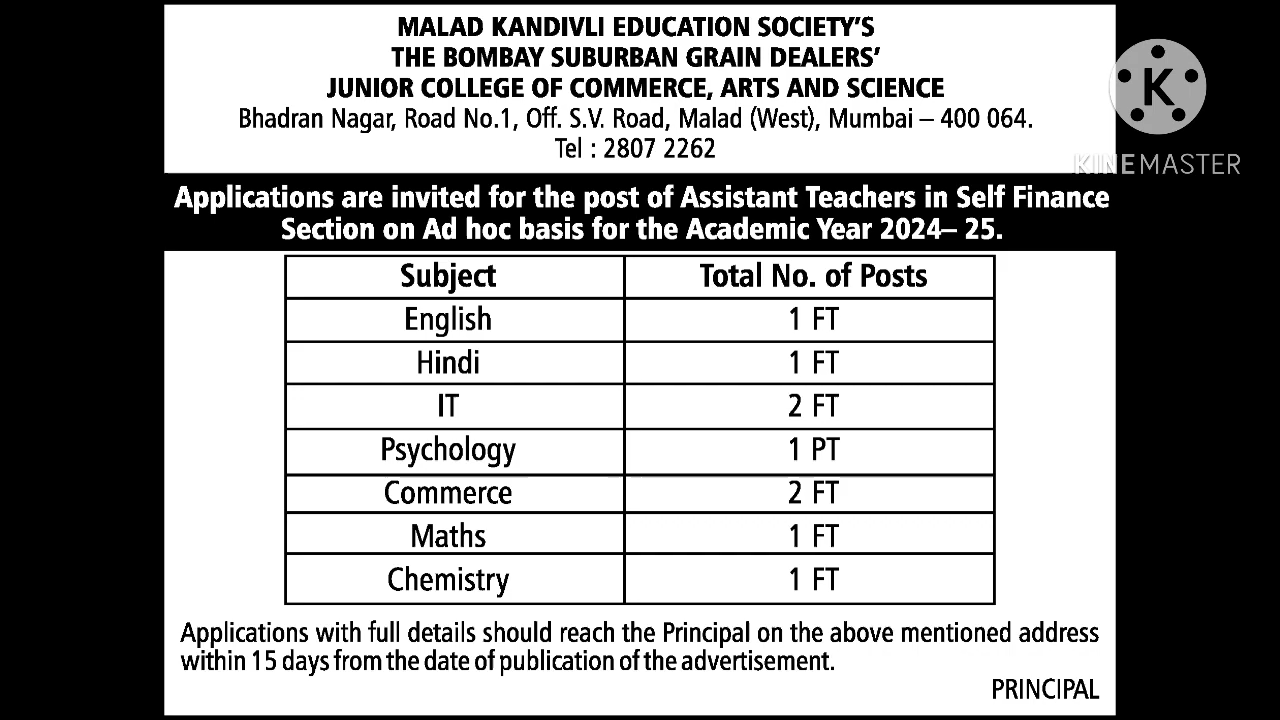 MALAD KANDIVLI EDUCATION SOCIETY'S
THE BOMBAY SUBURBAN GRAIN DEALERS'
JUNIOR COLLEGE OF COMMERCE, ARTS AND SCIENCE
Bhadran Nagar, Road No.1, Off. S.V. Road, Malad (West), Mumbai – 400 064.
Tel : 2807 2262
K
KINEMASTER
Applications are invited for the post of Assistant Teachers in Self Finance
Section on Ad hoc basis for the Academic Year 2024– 25.
Subject Total No. of Posts
English 1 FT
Hindi 1 FT
IT 2 FT
Psychology 1 PT
Commerce 2 FT
Maths 1 FT
Chemistry 1 FT
Applications with full details should reach the Principal on the above mentioned address
within 15 days from the date of publication of the advertisement.
PRINCIPAL